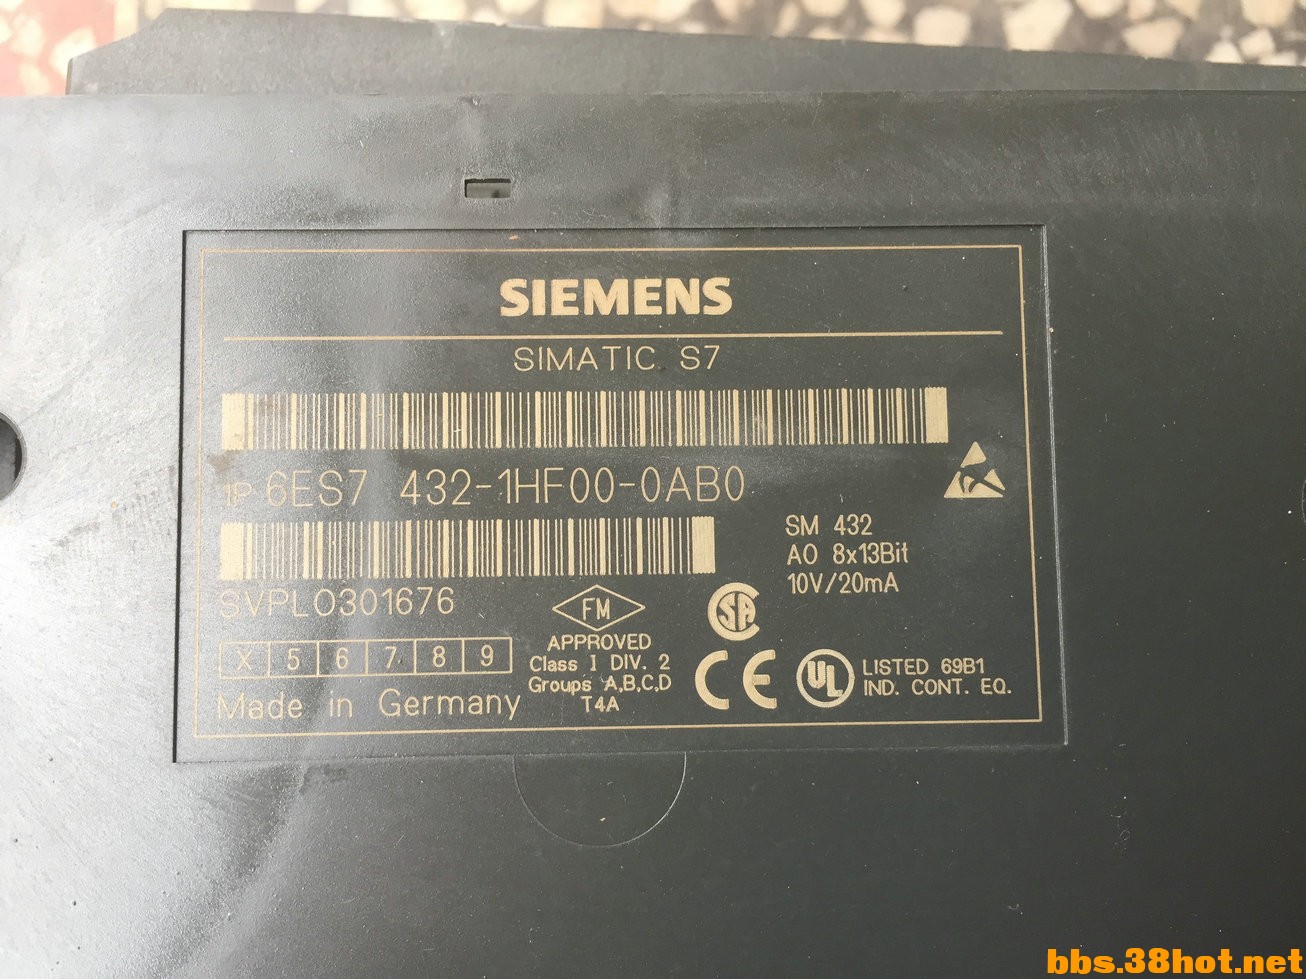 SIEMENS
SIMATIC S7
1P 6ES7 432-1HF00-0AB0
SM 432
AO 8x13Bit
10V/20mA
SVPL0301676
X 5 6 7 8 9
Made in Germany
FM
APPROVED
Class I DIV. 2
Groups A,B,C,D
T4A
SA
CE
UL
LISTED 69B1
IND. CONT. EQ.
bbs.38hot.net